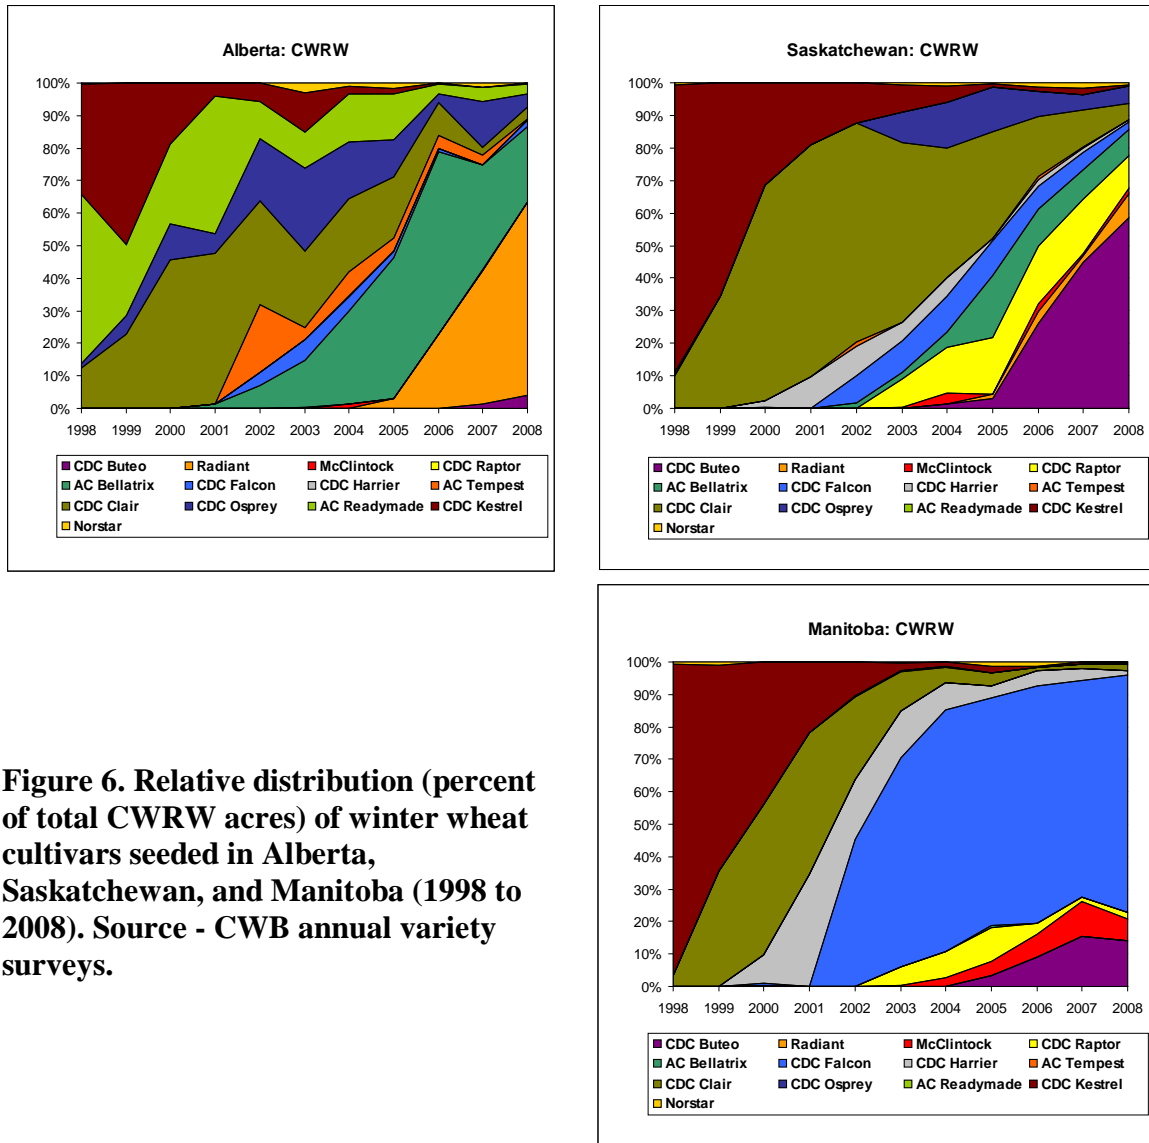 Alberta: CWRW
100%
90%
80%
70%
60%
50%
40%
30%
20%
10%
0%
1998 1999 2000 2001 2002 2003 2004 2005 2006 2007 2008
CDC Buteo Radiant McClintock CDC Raptor
AC Bellatrix CDC Falcon CDC Harrier AC Tempest
CDC Clair CDC Osprey AC Readymade CDC Kestrel
Norstar
Saskatchewan: CWRW
100%
90%
80%
70%
60%
50%
40%
30%
20%
10%
0%
1998 1999 2000 2001 2002 2003 2004 2005 2006 2007 2008
CDC Buteo Radiant McClintock CDC Raptor
AC Bellatrix CDC Falcon CDC Harrier AC Tempest
CDC Clair CDC Osprey AC Readymade CDC Kestrel
Norstar
Figure 6. Relative distribution (percent
of total CWRW acres) of winter wheat
cultivars seeded in Alberta,
Saskatchewan, and Manitoba (1998 to
2008). Source - CWB annual variety
surveys.
Manitoba: CWRW
100%
90%
80%
70%
60%
50%
40%
30%
20%
10%
0%
1998 1999 2000 2001 2002 2003 2004 2005 2006 2007 2008
CDC Buteo Radiant McClintock CDC Raptor
AC Bellatrix CDC Falcon CDC Harrier AC Tempest
CDC Clair CDC Osprey AC Readymade CDC Kestrel
Norstar